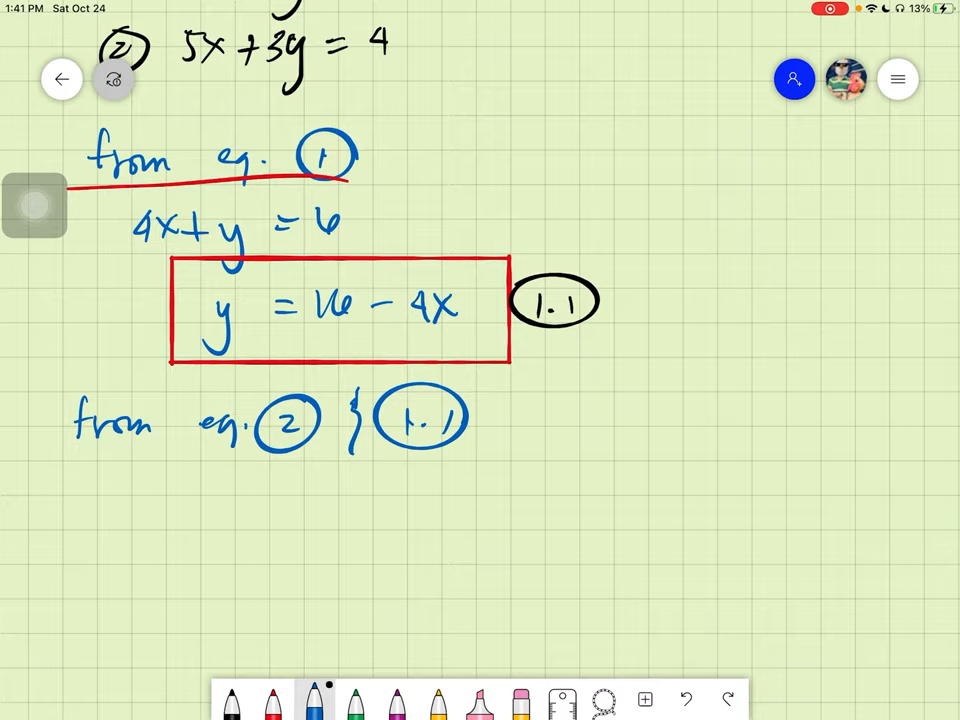 1:41 PM Sat Oct 24 13%
2 5x + 3y = 4
from eq. 1
4x + y = 6
y = 16 - 4x 1.1
from eq. 2 } 1.1